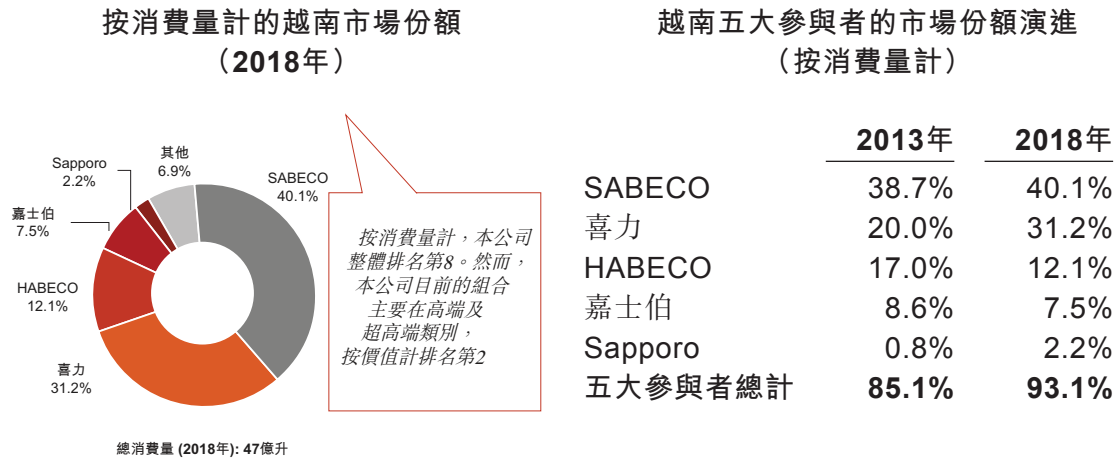 按消費量計的越南市場份額
（2018年）
其他
6.9%
Sapporo
2.2%
SABECO
40.1%
嘉士伯
7.5%
HABECO
12.1%
喜力
31.2%
按消費量計，本公司
整體排名第8。然而，
本公司目前的組合
主要在高端及
超高端類別，
按價值計排名第2
總消費量 (2018年): 47億升
越南五大參與者的市場份額演進
（按消費量計）
2013年 2018年
SABECO 38.7% 40.1%
喜力 20.0% 31.2%
HABECO 17.0% 12.1%
嘉士伯 8.6% 7.5%
Sapporo 0.8% 2.2%
五大參與者總計 85.1% 93.1%